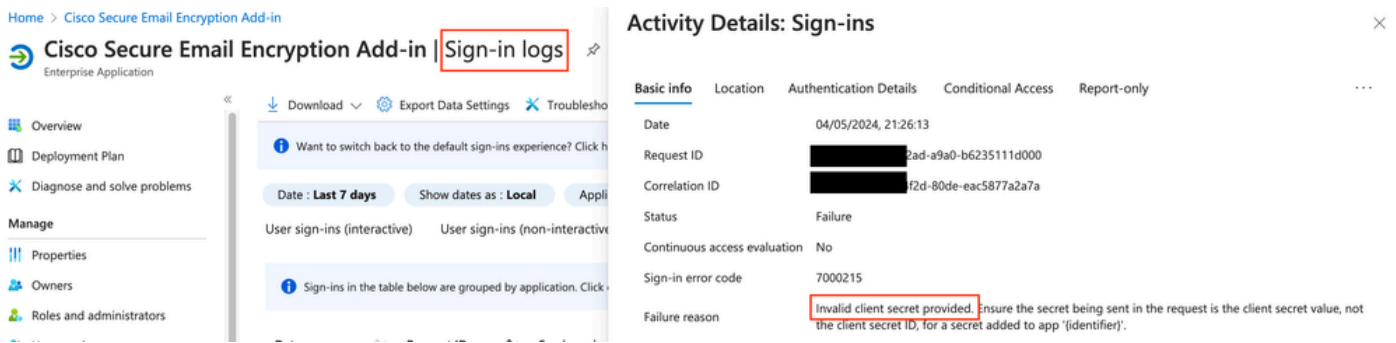 Home > Cisco Secure Email Encryption Add-in
Cisco Secure Email Encryption Add-in | Sign-in logs
Enterprise Application
«
Overview
Deployment Plan
Diagnose and solve problems
Manage
Properties
Owners
Roles and administrators
Download Export Data Settings Troublesho
Want to switch back to the default sign-ins experience? Click h
Date : Last 7 days Show dates as : Local Appli
User sign-ins (interactive) User sign-ins (non-interactive
Sign-ins in the table below are grouped by application. Click
Activity Details: Sign-ins
Basic info Location Authentication Details Conditional Access Report-only ...
Date 04/05/2024, 21:26:13
Request ID 2ad-a9a0-b6235111d000
Correlation ID f2d-80de-eac5877a2a7a
Status Failure
Continuous access evaluation No
Sign-in error code 7000215
Failure reason Invalid client secret provided. Ensure the secret being sent in the request is the client secret value, not
the client secret ID, for a secret added to app '{identifier}'.